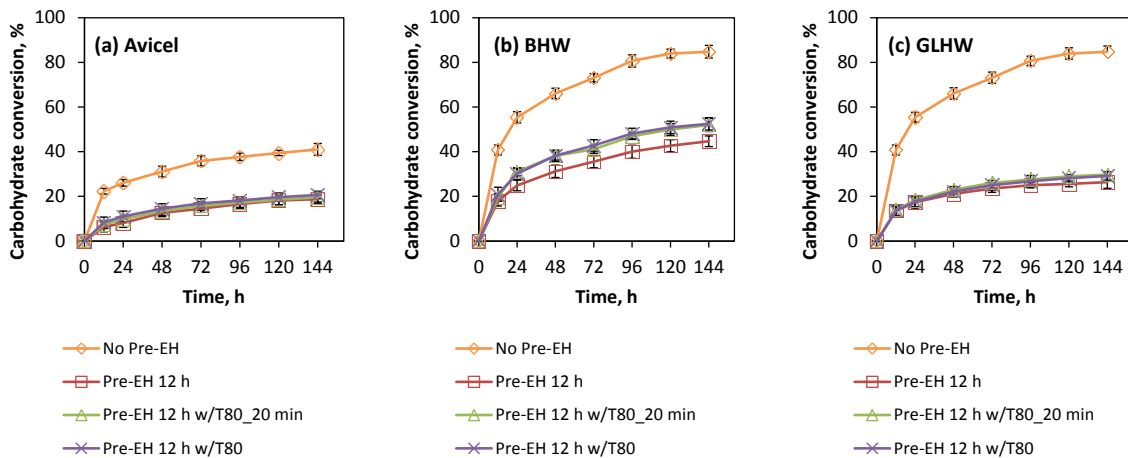 Carbohydrate conversion, %
100
80
60
40
20
0
(a) Avicel
0 24 48 72 96 120 144
Time, h
No Pre-EH
Pre-EH 12 h
Pre-EH 12 h w/T80_20 min
Pre-EH 12 h w/T80
Carbohydrate conversion, %
100
80
60
40
20
0
(b) BHW
0 24 48 72 96 120 144
Time, h
No Pre-EH
Pre-EH 12 h
Pre-EH 12 h w/T80_20 min
Pre-EH 12 h w/T80
Carbohydrate conversion, %
100
80
60
40
20
0
(c) GLHW
0 24 48 72 96 120 144
Time, h
No Pre-EH
Pre-EH 12 h
Pre-EH 12 h w/T80_20 min
Pre-EH 12 h w/T80